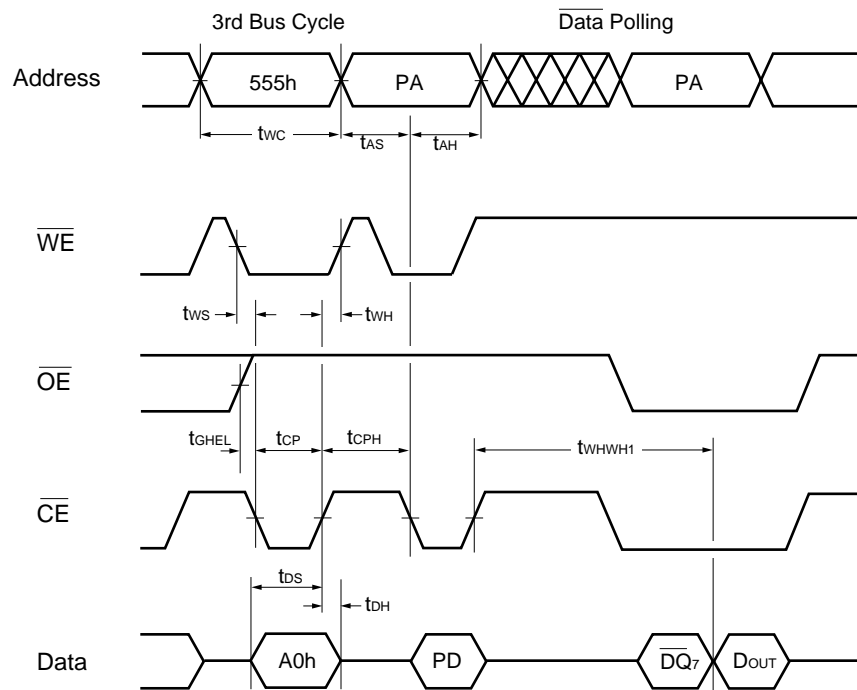 3rd Bus Cycle
Data Polling
Address
555h
PA
PA
tWC
tAS
tAH
WE
tWS
tWH
OE
tGHEL
tCP
tCPH
tWHWH1
CE
tDS
tDH
Data
A0h
PD
DQ7
DOUT